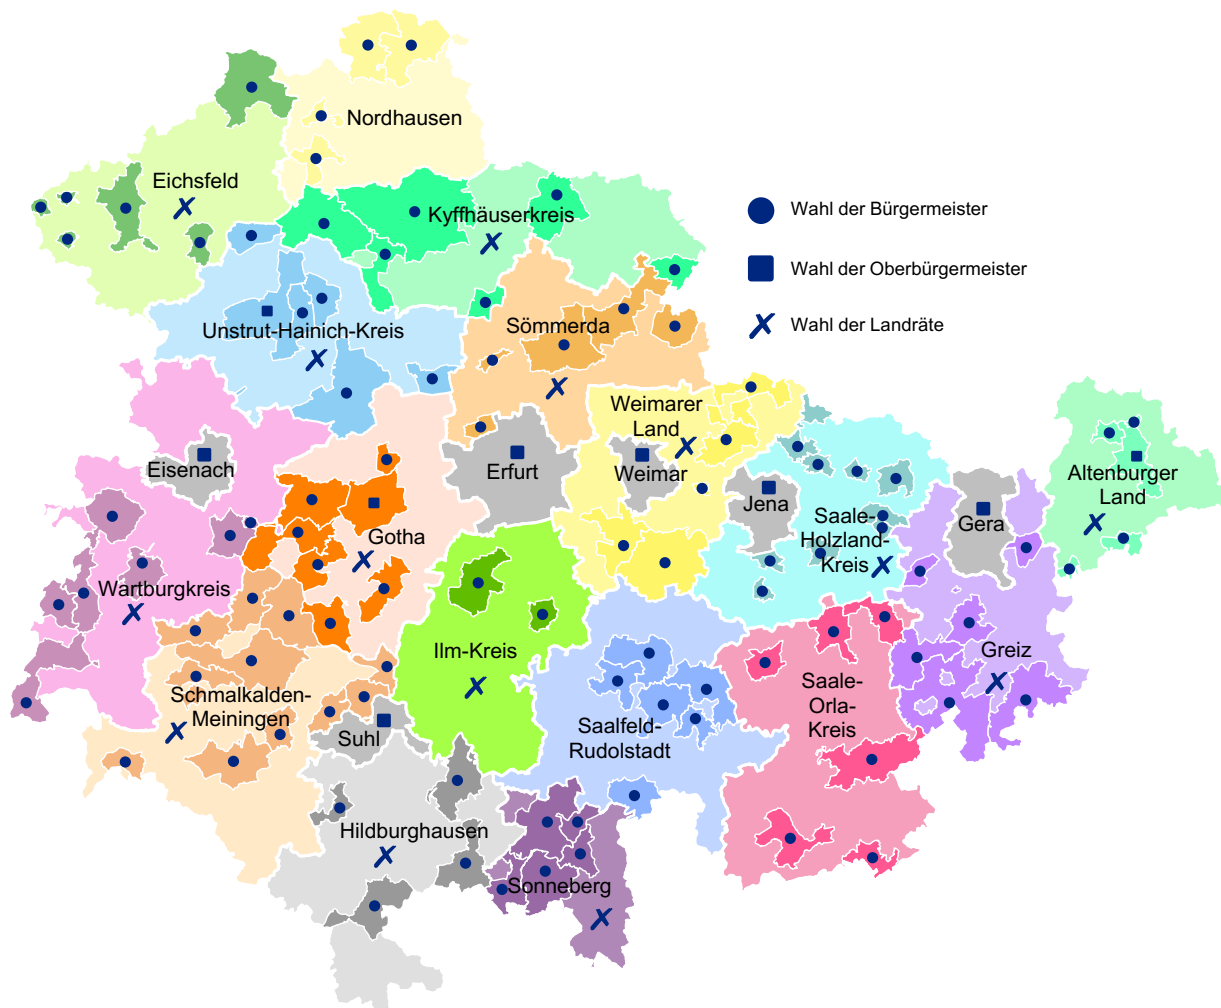 Nordhausen
Eichsfeld
Kyffhäuserkreis
Wahl der Bürgermeister
Wahl der Oberbürgermeister
Wahl der Landräte
Unstrut-Hainich-Kreis
Sömmerda
Weimarer
Land
Eisenach
Erfurt
Weimar
Jena
Gera
Altenburger
Land
Gotha
Saale-
Holzland-
Kreis
Wartburgkreis
Ilm-Kreis
Greiz
Schmalkalden-
Meiningen
Suhl
Saalfeld-
Rudolstadt
Saale-
Orla-
Kreis
Hildburghausen
Sonneberg